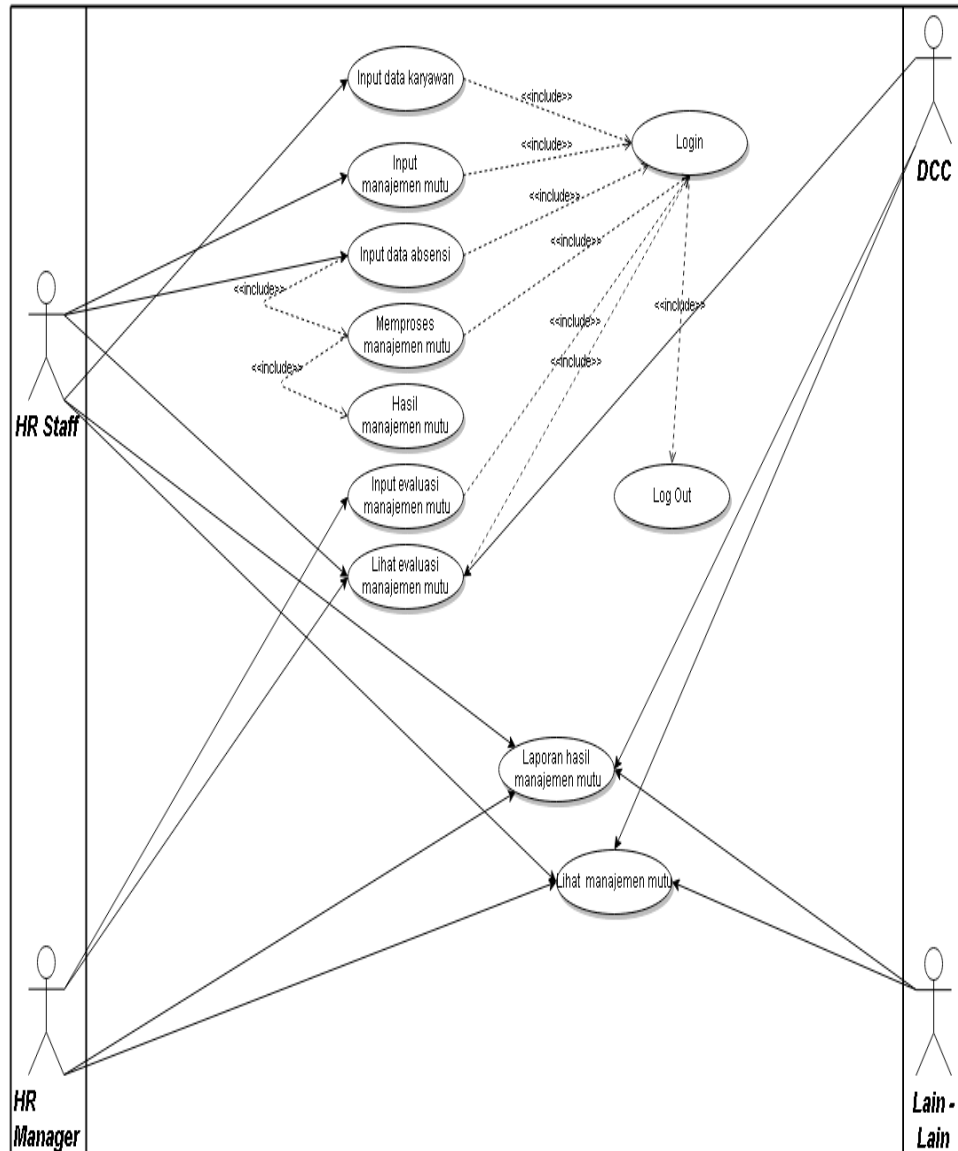 Input data karyawan
<<include>>
Login
DCC
Input
manajemen mutu
<<include>>
<<include>>
Input data absensi
<<include>>
<<include>>
Memproses
manajemen mutu
<<include>>
<<include>>
<<include>>
<<include>>
Hasil
manajemen mutu
HR Staff
Input evaluasi
manajemen mutu
Log Out
Lihat evaluasi
manajemen mutu
Laporan hasil
manajemen mutu
Lihat manajemen mutu
HR
Manager
Lain -
Lain